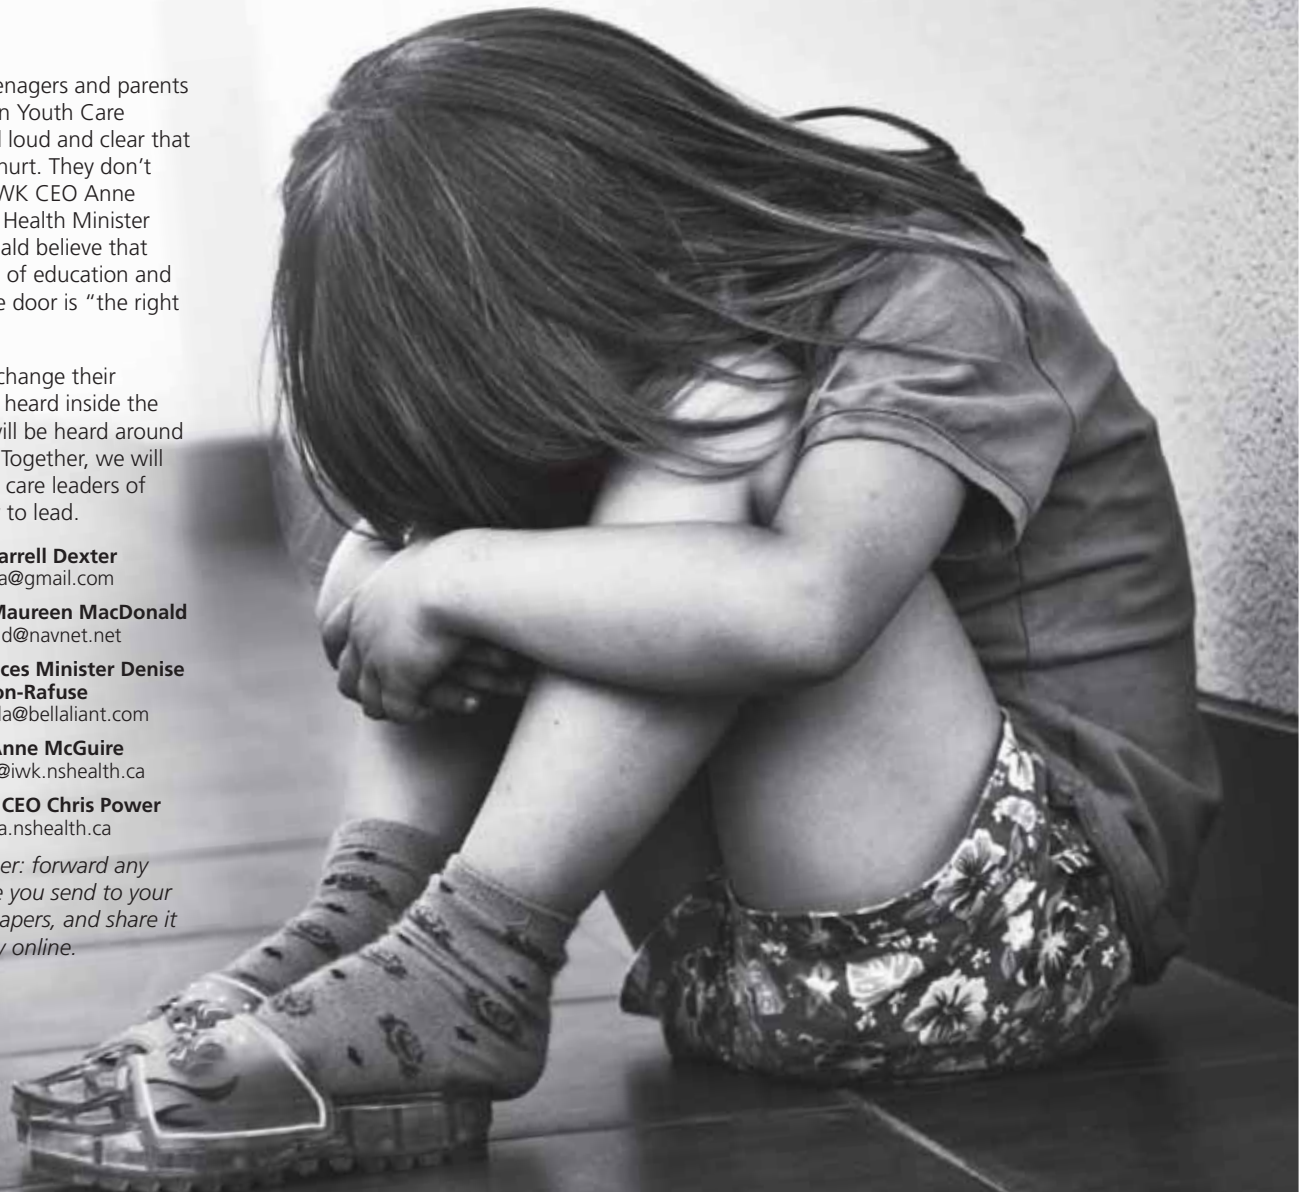 enagers and parents
n Youth Care
l loud and clear that
hurt. They don’t
WK CEO Anne
Health Minister
ald believe that
of education and
e door is “the right
change their
heard inside the
will be heard around
Together, we will
care leaders of
to lead.
arrell Dexter
a@gmail.com
Maureen MacDonald
d@navnet.net
ces Minister Denise
on-Rafuse
la@bellaliant.com
Anne McGuire
@iwk.nshealth.ca
CEO Chris Power
a.nshealth.ca
er: forward any
e you send to your
apers, and share it
y online.